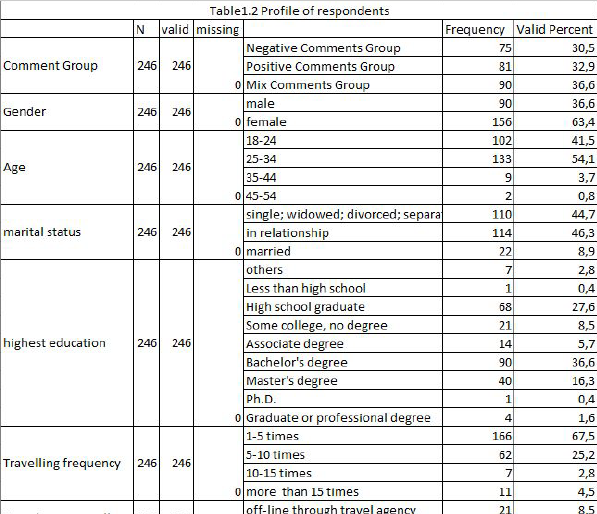 Table1.2 Profile of respondents
N valid missing Frequency Valid Percent
Comment Group 246 246 0
Negative Comments Group 75 30,5
Positive Comments Group 81 32,9
Mix Comments Group 90 36,6
Gender 246 246 0
male 90 36,6
female 156 63,4
Age 246 246 0
18-24 102 41,5
25-34 133 54,1
35-44 9 3,7
45-54 2 0,8
marital status 246 246 0
single; widowed; divorced; separa 110 44,7
in relationship 114 46,3
married 22 8,9
highest education 246 246 0
others 7 2,8
Less than high school 1 0,4
High school graduate 68 27,6
Some college, no degree 21 8,5
Associate degree 14 5,7
Bachelor's degree 90 36,6
Master's degree 40 16,3
Ph.D. 1 0,4
Graduate or professional degree 4 1,6
Travelling frequency 246 246 0
1-5 times 166 67,5
5-10 times 62 25,2
10-15 times 7 2,8
more than 15 times 11 4,5
off-line through travel agency 21 8,5